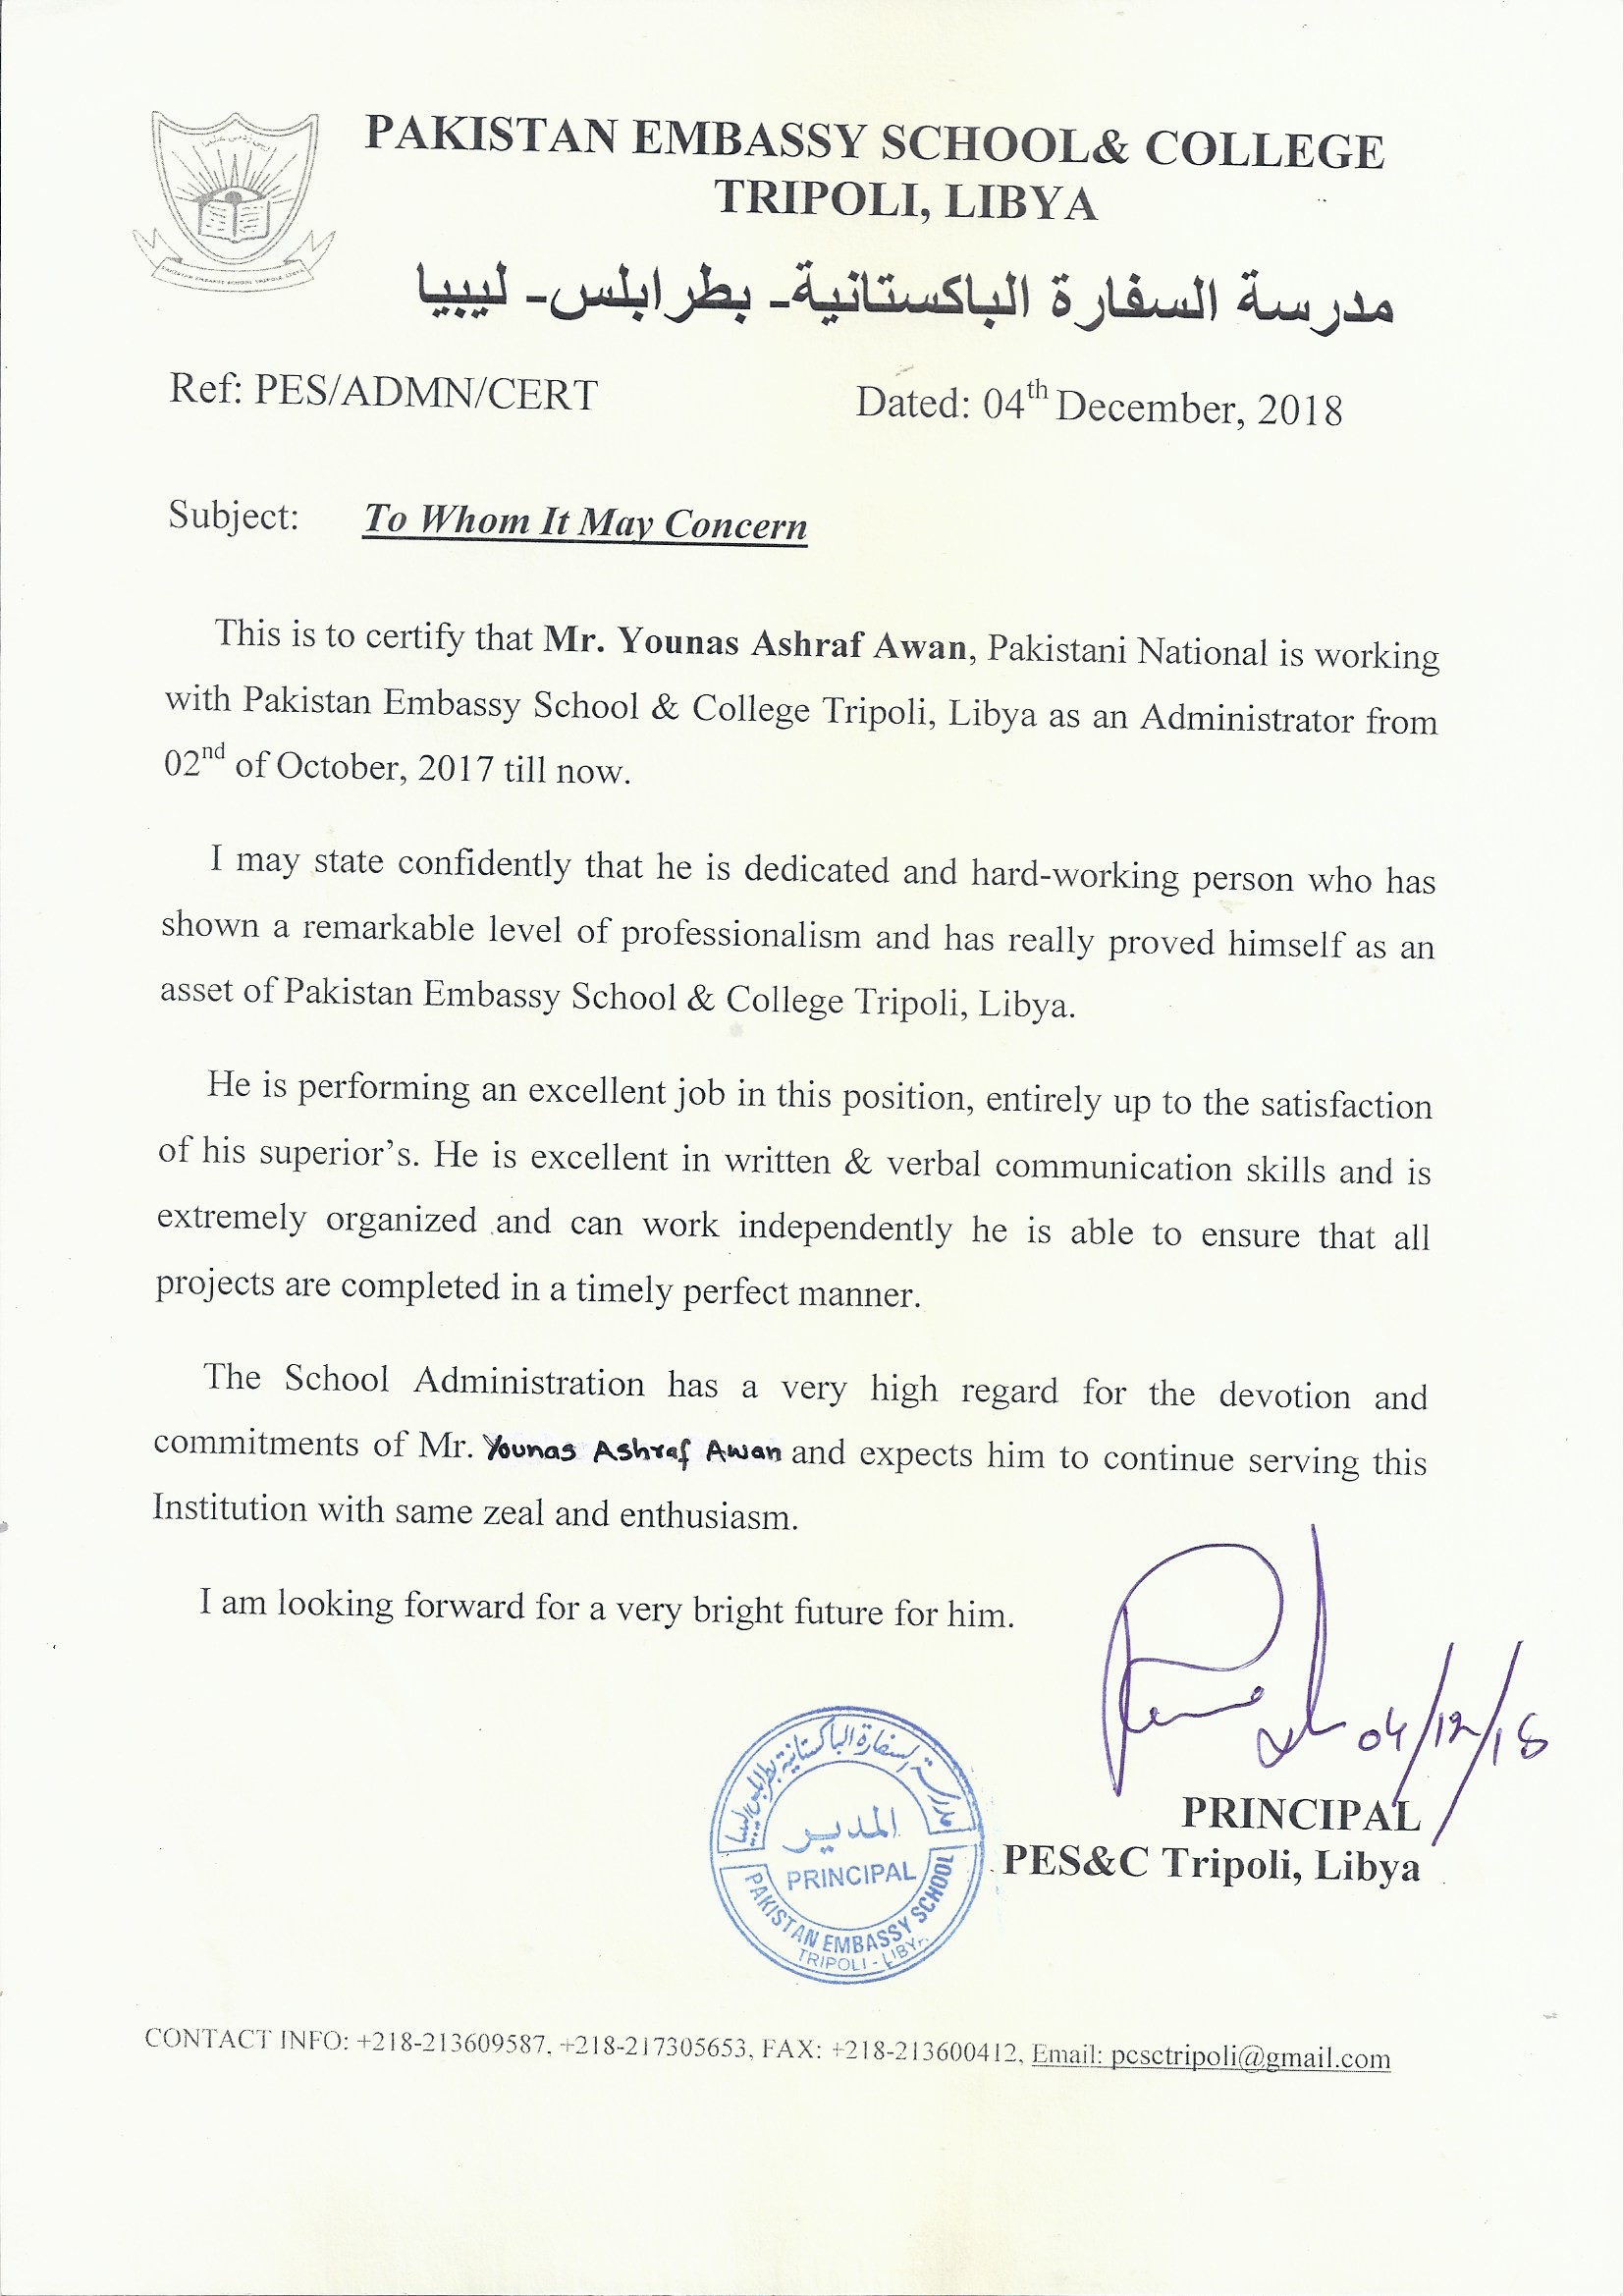 PAKISTAN EMBASSY SCHOOL& COLLEGE
TRIPOLI, LIBYA
مدرسة السفارة الباكستانية- بطرابلس- ليبيا
Ref: PES/ADMN/CERT Dated: 04th December, 2018
Subject: To Whom It May Concern
This is to certify that Mr. Younas Ashraf Awan, Pakistani National is working
with Pakistan Embassy School & College Tripoli, Libya as an Administrator from
02nd of October, 2017 till now.
I may state confidently that he is dedicated and hard-working person who has
shown a remarkable level of professionalism and has really proved himself as an
asset of Pakistan Embassy School & College Tripoli, Libya.
He is performing an excellent job in this position, entirely up to the satisfaction
of his superior's. He is excellent in written & verbal communication skills and is
extremely organized and can work independently he is able to ensure that all
projects are completed in a timely perfect manner.
The School Administration has a very high regard for the devotion and
commitments of Mr. Younas Ashraf Awan and expects him to continue serving this
Institution with same zeal and enthusiasm.
I am looking forward for a very bright future for him.
04/12/18
PRINCIPAL
PES&C Tripoli, Libya
مدرسة السفارة الباكستانية بطرابلس ليبيا
المدير
PRINCIPAL
PAKISTAN EMBASSY SCHOOL
TRIPOLI - LIBYA
CONTACT INFO: +218-213609587, +218-217305653, FAX: +218-213600412, Email: pesctripoli@gmail.com